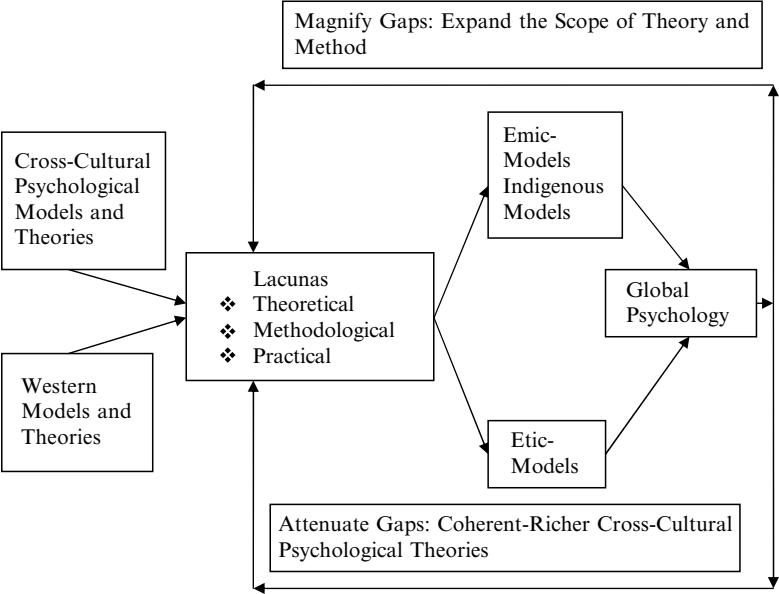 Magnify Gaps: Expand the Scope of Theory and
Method
Cross-Cultural
Psychological
Models and
Theories
Western
Models and
Theories
Lacunas
❖ Theoretical
❖ Methodological
❖ Practical
Emic-
Models
Indigenous
Models
Etic-
Models
Global
Psychology
Attenuate Gaps: Coherent-Richer Cross-Cultural
Psychological Theories